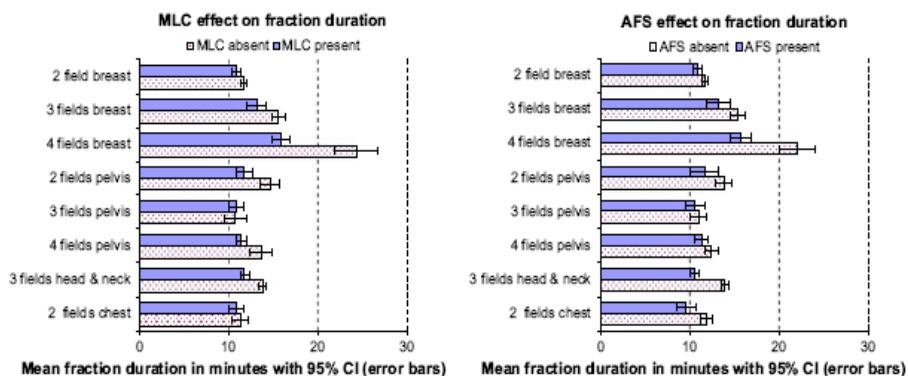 MLC effect on fraction duration
MLC absent MLC present
2 field breast
3 fields breast
4 fields breast
2 fields pelvis
3 fields pelvis
4 fields pelvis
3 fields head & neck
2 fields chest
0 10 20 30
Mean fraction duration in minutes with 95% CI (error bars)
AFS effect on fraction duration
AFS absent AFS present
2 field breast
3 fields breast
4 fields breast
2 fields pelvis
3 fields pelvis
4 fields pelvis
3 fields head & neck
2 fields chest
0 10 20 30
Mean fraction duration in minutes with 95% CI (error bars)